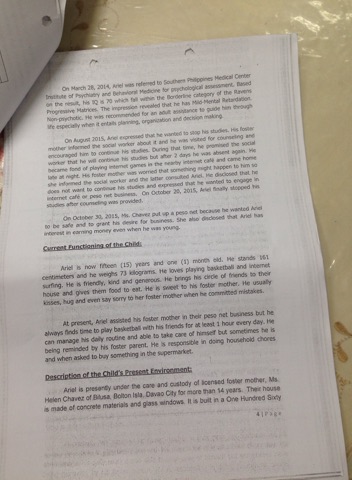 On March 28, 2014, Ariel was referred to Southern Philippines Medical Center
Institute of Psychiatry and Behavioral Medicine for psychological assessment. Based
on the result, his IQ is 70 which fall within the Borderline category of the Ravens
Progressive Matrices. The impression revealed that he has Mild-Mental Retardation
Non-psychotic. He was recommended for an adult assistance to guide him through
life especially when it entails planning, organization and decision making.
On August 2015, Ariel expressed that he wanted to stop his studies. His foster
mother informed the social worker about it and he was visited for counseling and
encouraged him to continue his studies. During that time, he promised the social
worker that he will continue his studies but after 2 days he was absent again. He
became fond of playing internet games in the nearby internet café and came home
late at night. His foster mother was worried that something might happen to him so
she informed the social worker and the latter consulted Ariel. He disclosed that he
does not want to continue his studies and expressed that he wanted to engage in
internet café or peso net business. On October 20, 2015, Ariel finally stopped his
studies after counseling was provided.
On October 30, 2015, Ms. Chavez put up a peso net because he wanted Ariel
to be safe and to grant his desire for business. She also disclosed that Ariel has
interest in earning money even when he was young.
Current Functioning of the Child:
Ariel is now fifteen (15) years and one (1) month old. He stands 161
centimeters and he weighs 73 kilograms. He loves playing basketball and internet
surfing. He is friendly, kind and generous. He brings his circle of friends to their
house and gives them food to eat. He is sweet to his foster mother. He usually
kisses, hug and even say sorry to her foster mother when he committed mistakes.
At present, Ariel assisted his foster mother in their peso net business but he
always finds time to play basketball with his friends for at least 1 hour every day. He
can manage his daily routine and able to take care of himself but sometimes he is
being reminded by his foster parent. He is responsible in doing household chores
and when asked to buy something in the supermarket.
Description of the Child's Present Environment:
Ariel is presently under the care and custody of licensed foster mother, Ms.
Helen Chavez of Bilusa, Bolton Isla, Davao City for more than 14 years. Their house
is made of concrete materials and glass windows. It is built in a One Hundred Sixty
4 | Page